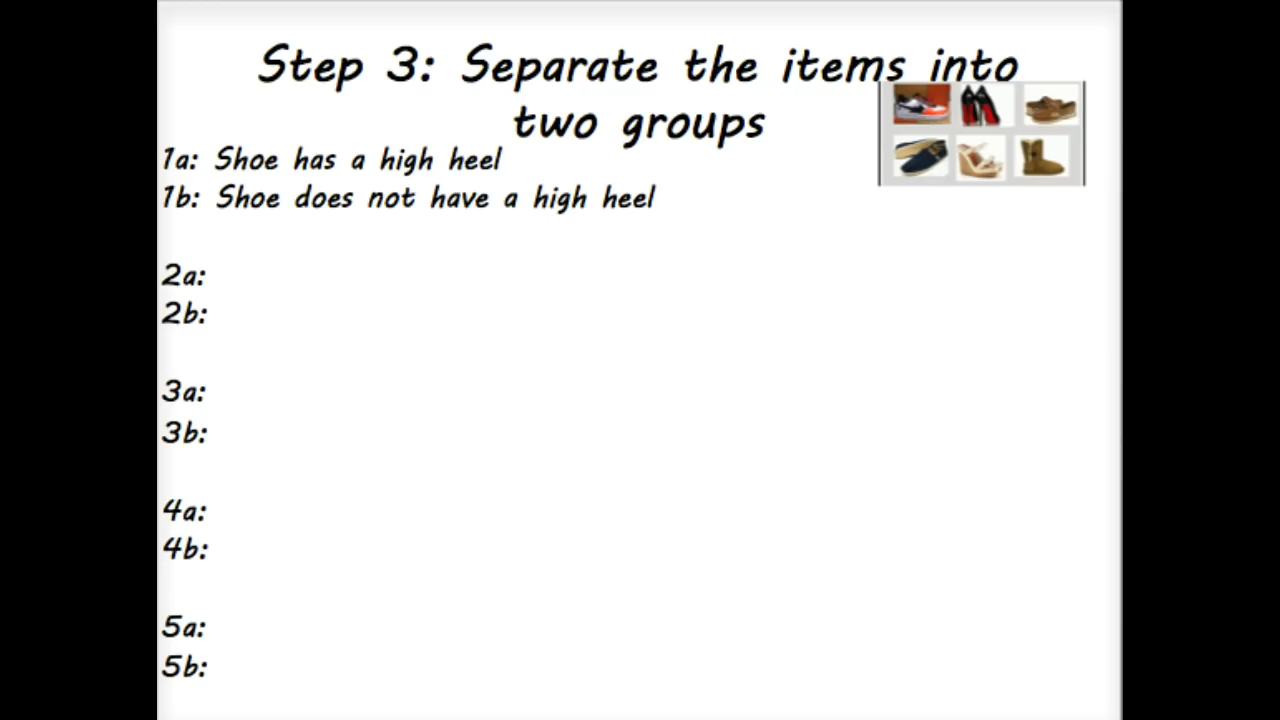 Step 3: Separate the items into
two groups
1a: Shoe has a high heel
1b: Shoe does not have a high heel
2a:
2b:
3a:
3b:
4a:
4b:
5a:
5b: